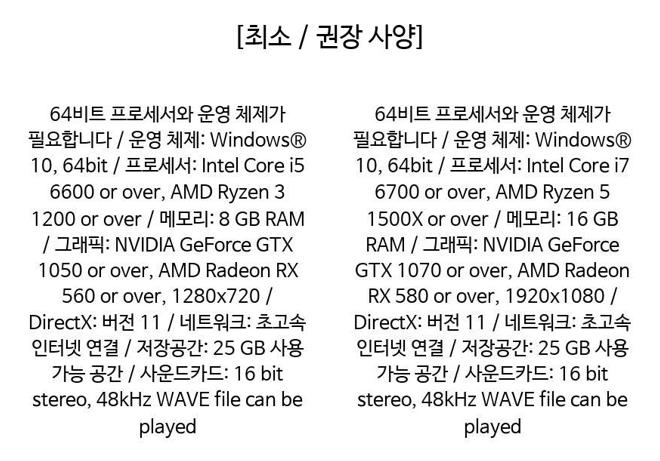 [최소 / 권장 사양]
64비트 프로세서와 운영 체제가
필요합니다 / 운영 체제: Windows®
10, 64bit / 프로세서: Intel Core i5
6600 or over, AMD Ryzen 3
1200 or over / 메모리: 8 GB RAM
/ 그래픽: NVIDIA GeForce GTX
1050 or over, AMD Radeon RX
560 or over, 1280x720 /
DirectX: 버전 11 / 네트워크: 초고속
인터넷 연결 / 저장공간: 25 GB 사용
가능 공간 / 사운드카드: 16 bit
stereo, 48kHz WAVE file can be
played
64비트 프로세서와 운영 체제가
필요합니다 / 운영 체제: Windows®
10, 64bit / 프로세서: Intel Core i7
6700 or over, AMD Ryzen 5
1500X or over / 메모리: 16 GB
RAM / 그래픽: NVIDIA GeForce
GTX 1070 or over, AMD Radeon
RX 580 or over, 1920x1080 /
DirectX: 버전 11 / 네트워크: 초고속
인터넷 연결 / 저장공간: 25 GB 사용
가능 공간 / 사운드카드: 16 bit
stereo, 48kHz WAVE file can be
played